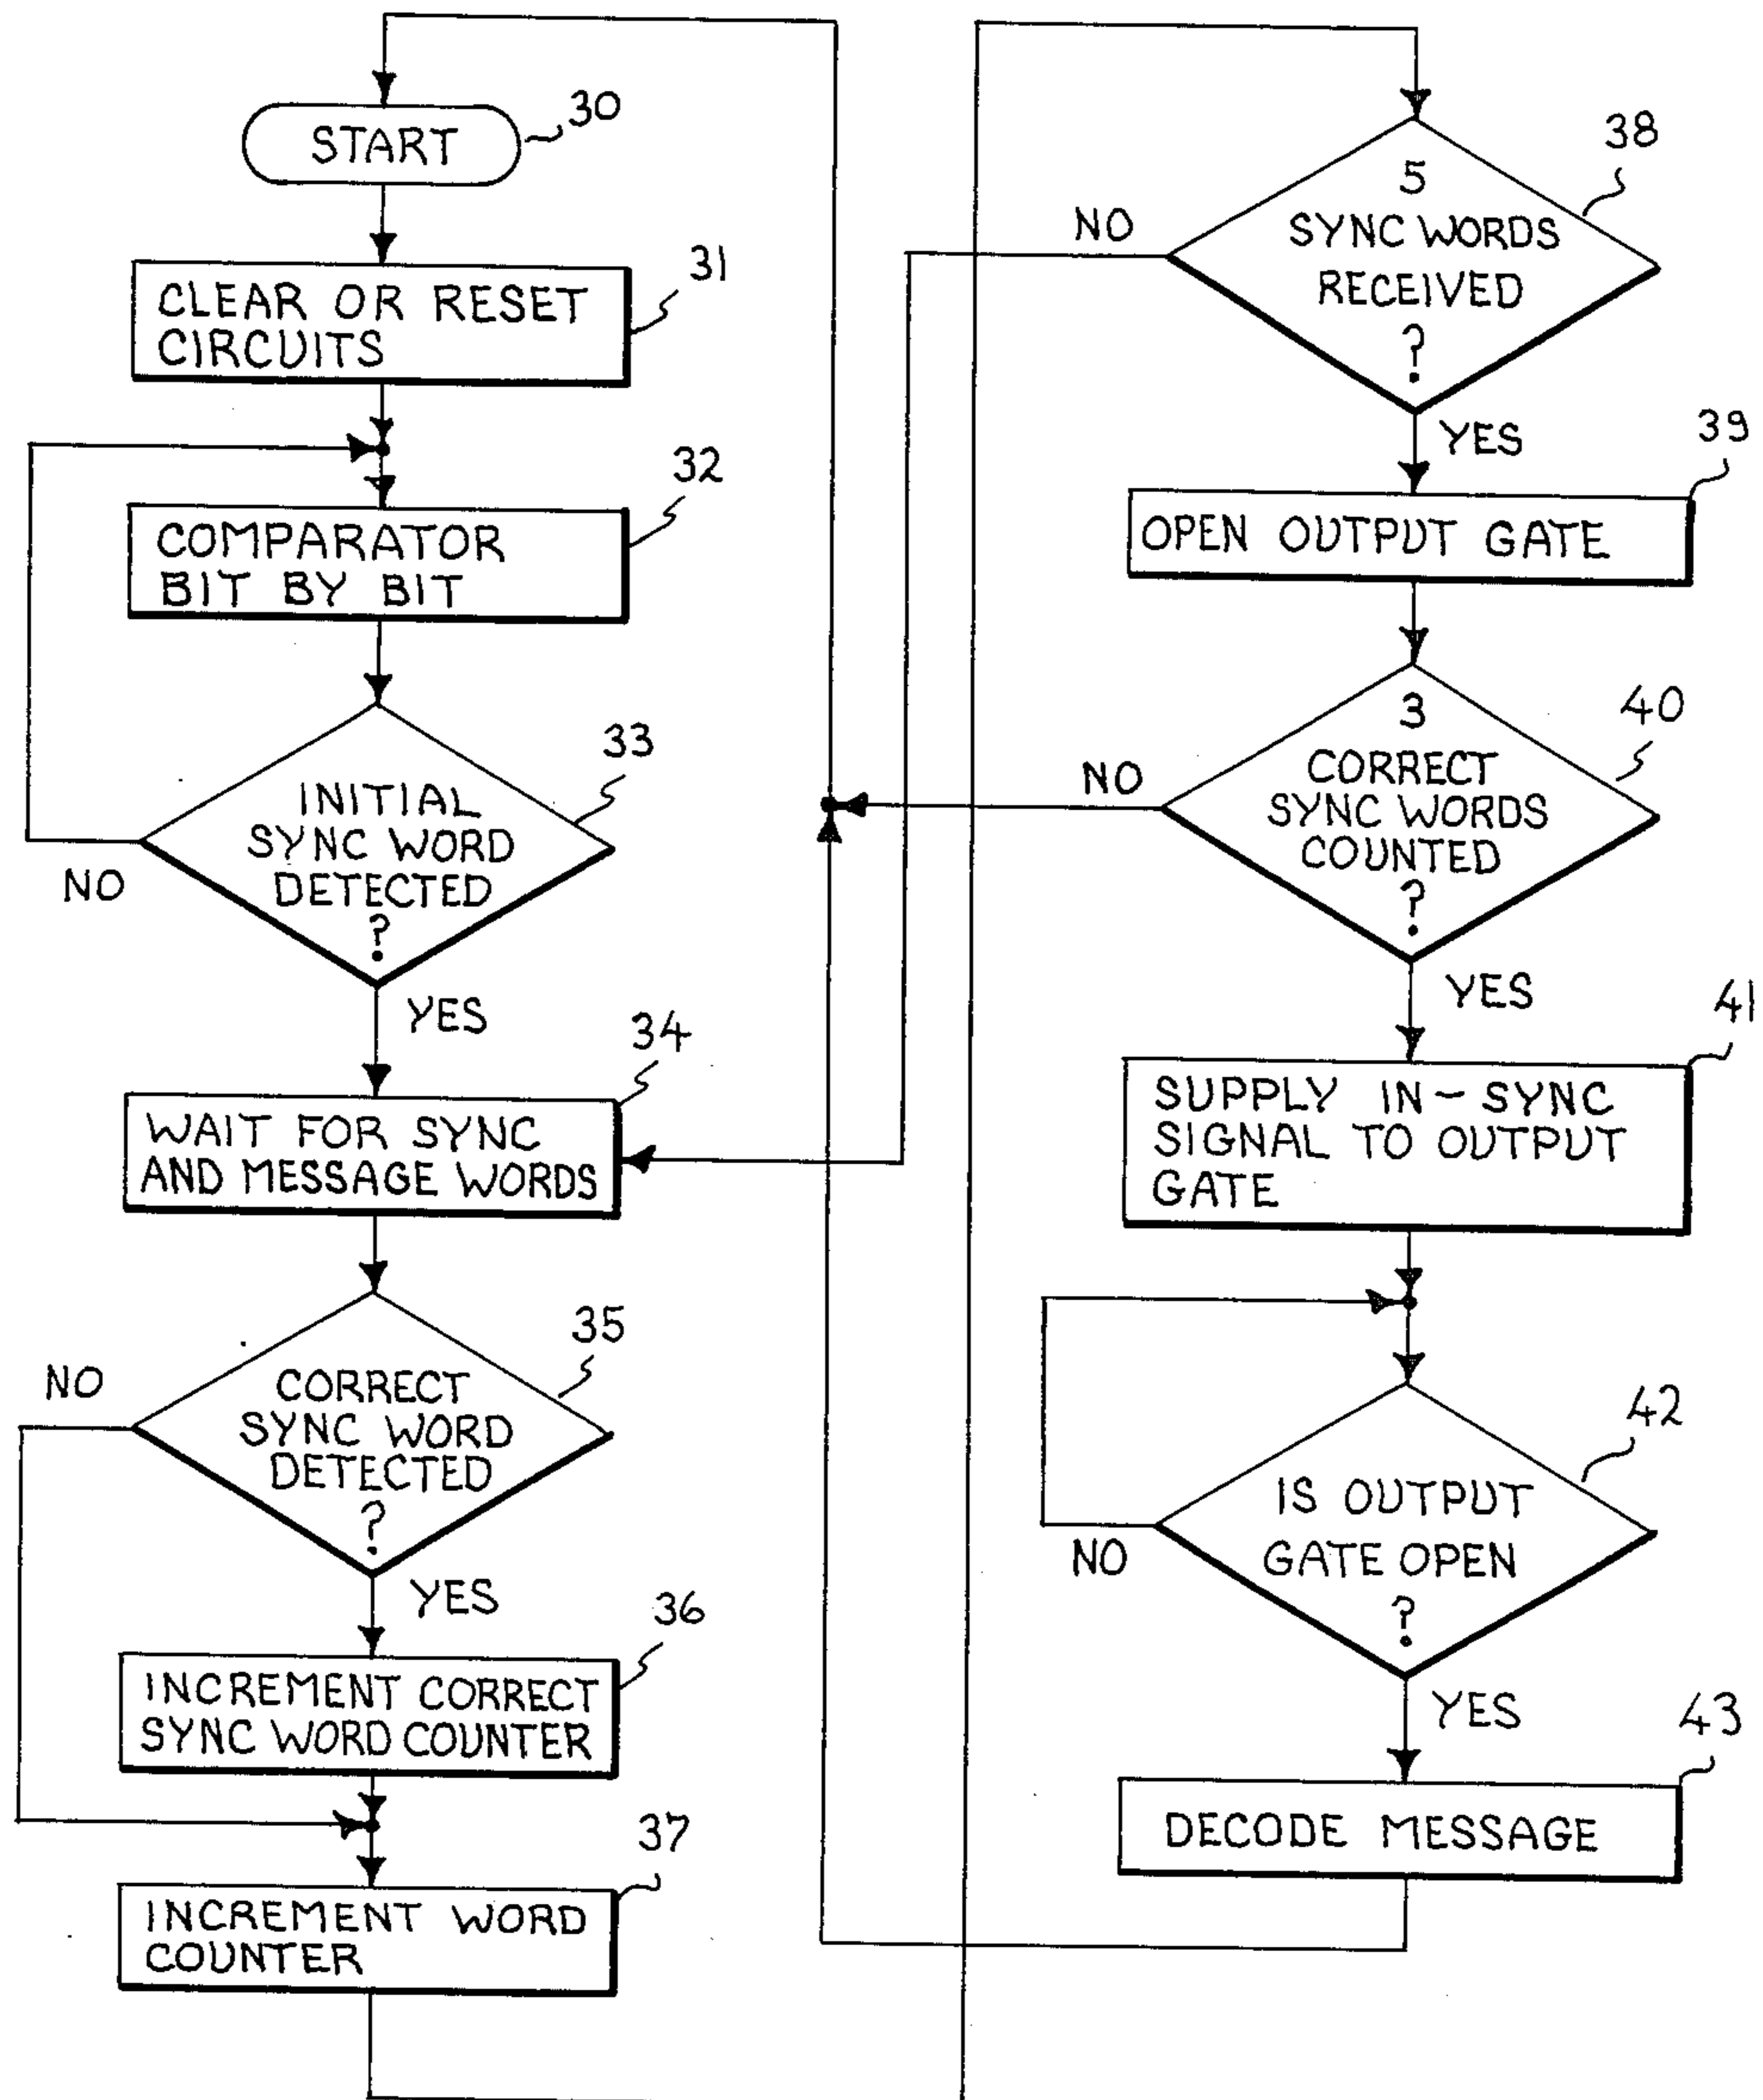 START
30
CLEAR OR RESET
CIRCUITS
31
COMPARATOR
BIT BY BIT
32
INITIAL
SYNC WORD
DETECTED
?
33
NO
YES
WAIT FOR SYNC
AND MESSAGE WORDS
34
CORRECT
SYNC WORD
DETECTED
?
35
NO
YES
INCREMENT CORRECT
SYNC WORD COUNTER
36
INCREMENT WORD
COUNTER
37
5
SYNC WORDS
RECEIVED
?
38
NO
YES
OPEN OUTPUT GATE
39
3
CORRECT
SYNC WORDS
COUNTED
?
40
NO
YES
SUPPLY IN-SYNC
SIGNAL TO OUTPUT
GATE
41
IS OUTPUT
GATE OPEN
?
42
NO
YES
DECODE MESSAGE
43